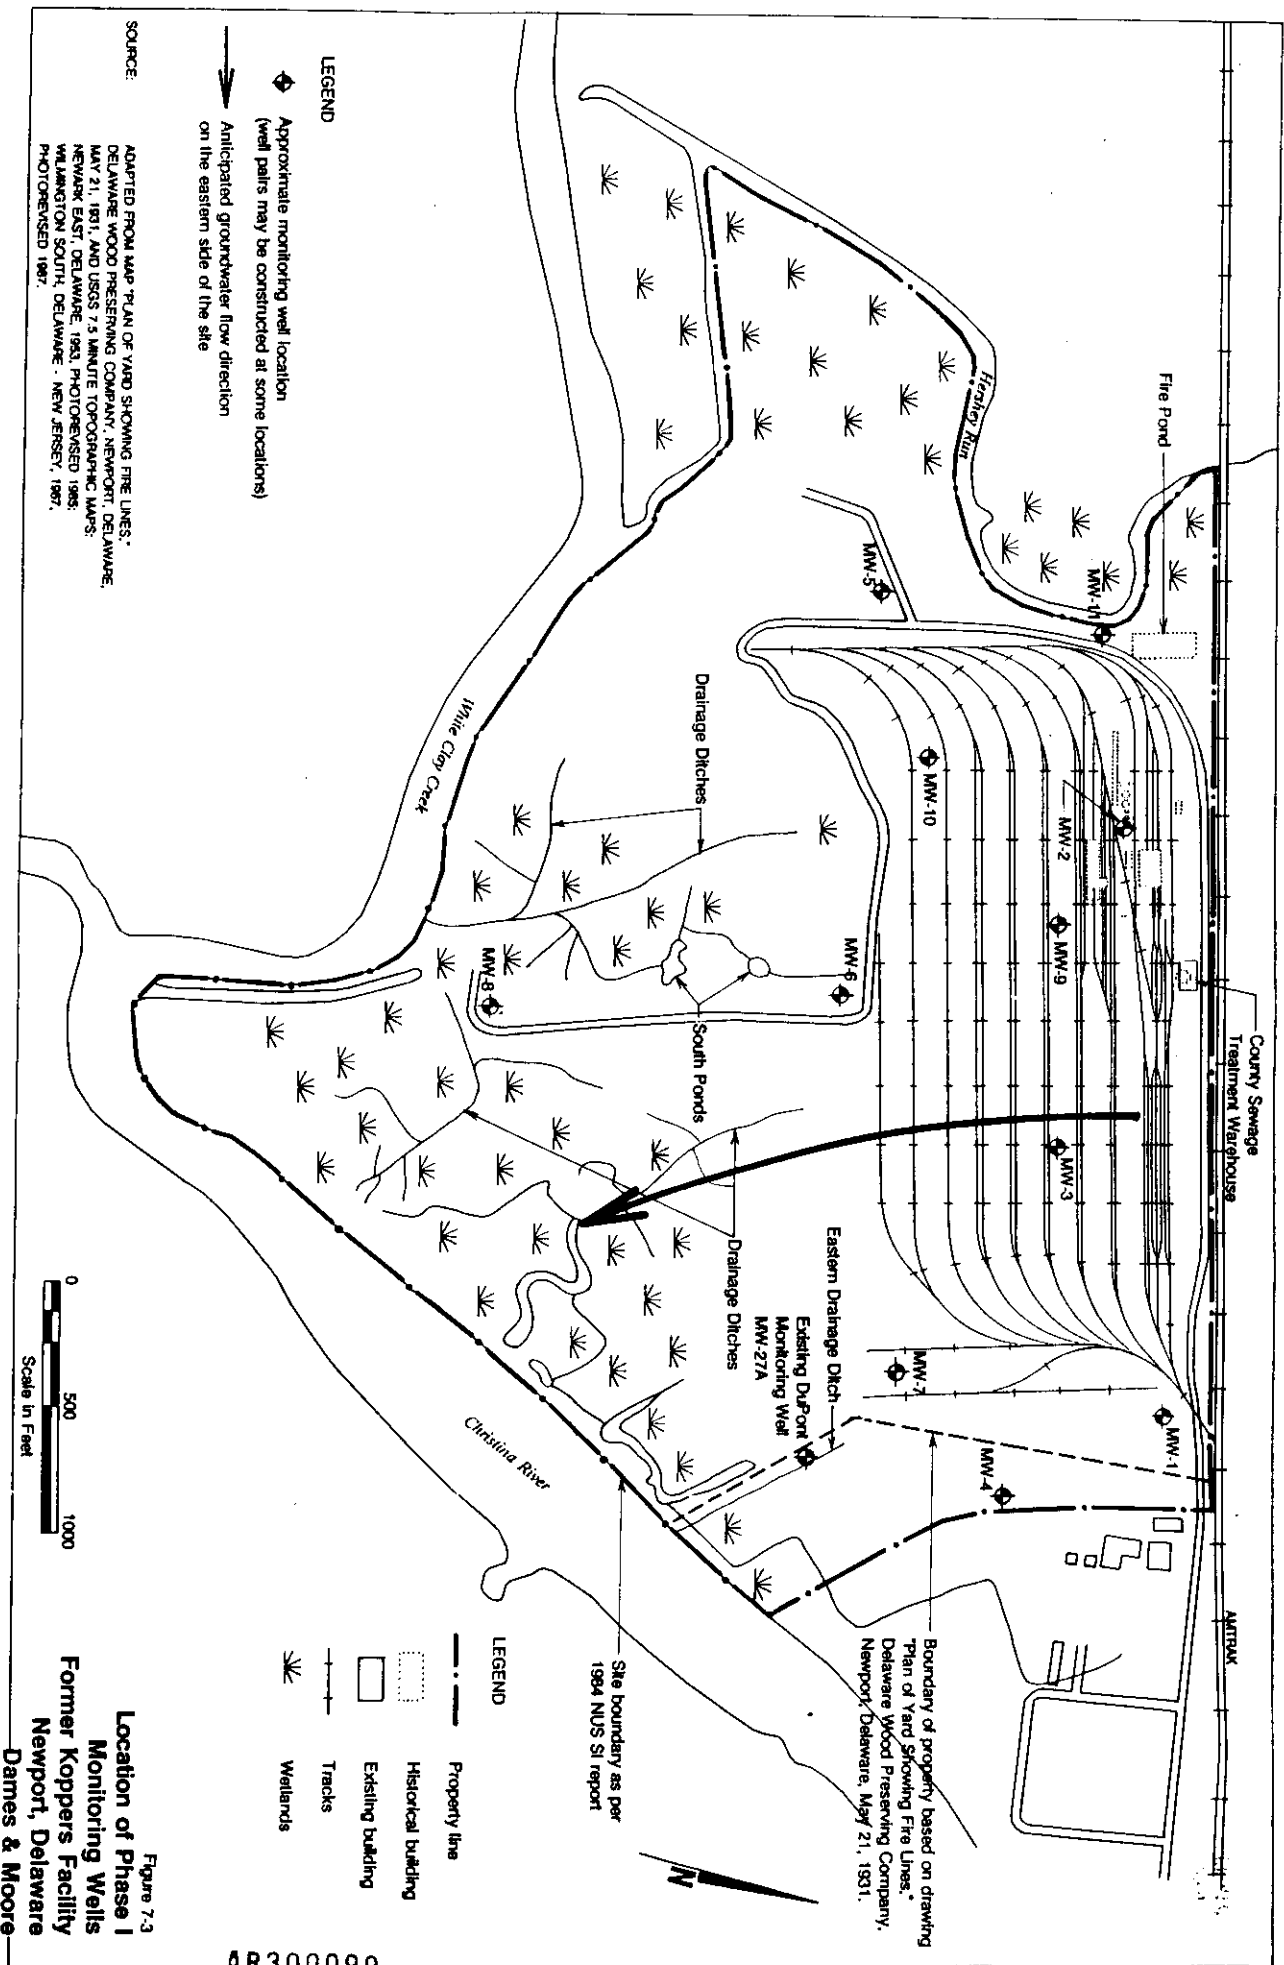 AMTRAK
County Sewage
Treatment Warehouse
Fire Pond
Hershey Run
MW-11
MW-5
MW-10
MW-2
MW-9
MW-3
MW-6
MW-8
MW-7
MW-1
MW-4
Drainage Ditches
South Ponds
Drainage Ditches
Eastern Drainage Ditch
Existing DuPont
Monitoring Well
MW-27A
White Clay Creek
Christina River
Boundary of property based on drawing
"Plan of Yard Showing Fire Lines,"
Delaware Wood Preserving Company,
Newport, Delaware, May 21, 1931.
Site boundary as per
1984 NUS SI report
LEGEND
Approximate monitoring well location
(well pairs may be constructed at some locations)
Anticipated groundwater flow direction
on the eastern side of the site
SOURCE:
ADAPTED FROM MAP "PLAN OF YARD SHOWING FIRE LINES,"
DELAWARE WOOD PRESERVING COMPANY, NEWPORT, DELAWARE,
MAY 21, 1931, AND USGS 7.5 MINUTE TOPOGRAPHIC MAPS:
NEWARK EAST, DELAWARE, 1953, PHOTOREVISED 1985;
WILMINGTON SOUTH, DELAWARE - NEW JERSEY, 1967,
PHOTOREVISED 1987.
0 500 1000
Scale in Feet
LEGEND
Property line
Historical building
Existing building
Tracks
Wetlands
N
Figure 7-3
Location of Phase I
Monitoring Wells
Former Koppers Facility
Newport, Delaware
Dames & Moore